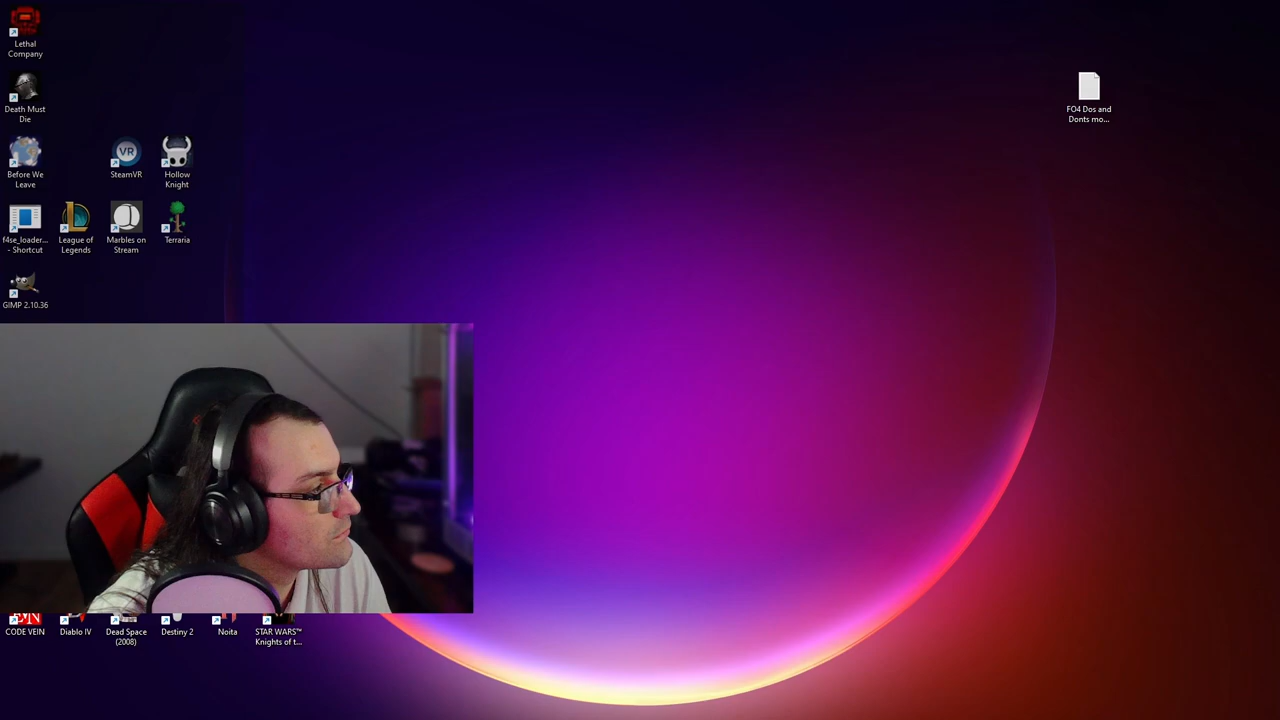 Lethal
Company
Death Must
Die
Before We
Leave
VR
SteamVR
Hollow
Knight
f4se_loader...
- Shortcut
League of
Legends
Marbles on
Stream
Terraria
GIMP 2.10.36
FO4 Dos and
Donts mo...
CODE VEIN
Diablo IV
Dead Space
(2008)
Destiny 2
Noita
STAR WARS™
Knights of t...